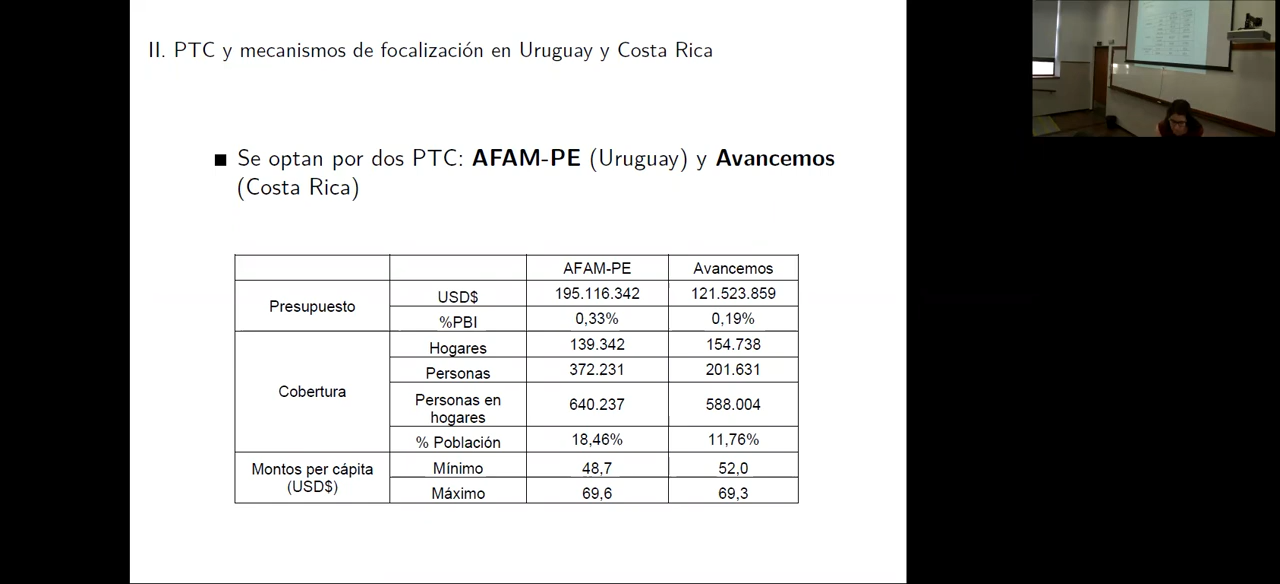 II. PTC y mecanismos de focalización en Uruguay y Costa Rica
■ Se optan por dos PTC: AFAM-PE (Uruguay) y Avancemos
(Costa Rica)
AFAM-PE Avancemos
Presupuesto USD$ 195.116.342 121.523.859
%PBI 0,33% 0,19%
Cobertura Hogares 139.342 154.738
Personas 372.231 201.631
Personas en
hogares 640.237 588.004
% Población 18,46% 11,76%
Montos per cápita
(USD$) Mínimo 48,7 52,0
Máximo 69,6 69,3